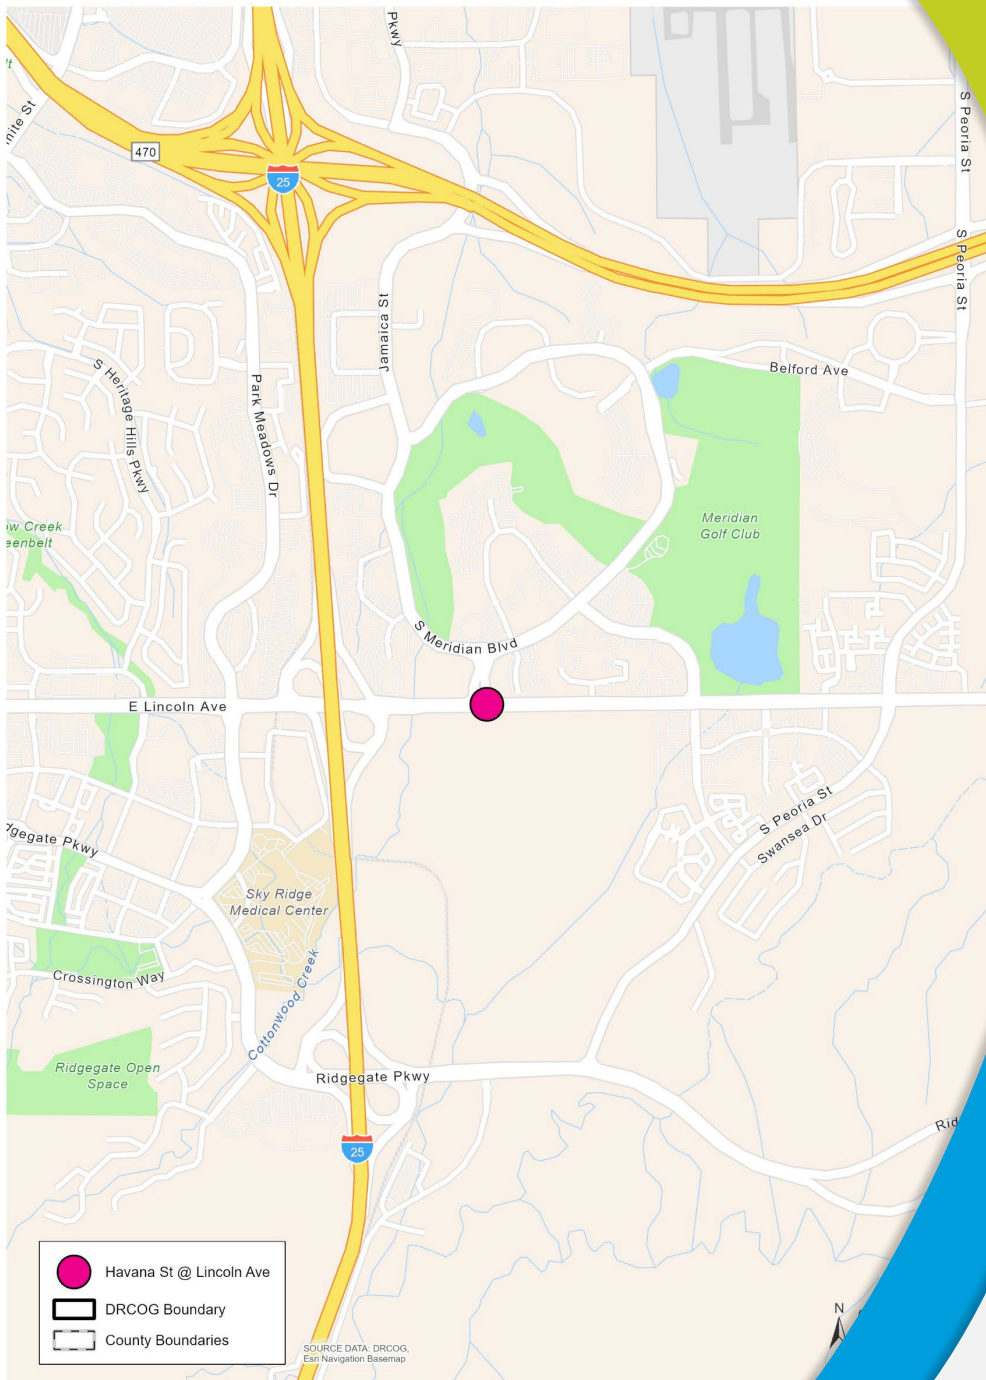 Pkwy
S Peoria St
470
25
S Peoria St
Jamaica St
Belford Ave
S Heritage Hills Pkwy
Park Meadows Dr
Meridian
Golf Club
S Meridian Blvd
E Lincoln Ave
S Peoria St
Swansea Dr
Sky Ridge
Medical Center
Crossington Way
Cottonwood Creek
Ridgegate Open
Space
Ridgegate Pkwy
25
Havana St @ Lincoln Ave
DRCOG Boundary
County Boundaries
SOURCE DATA: DRCOG,
Esri Navigation Basemap
N